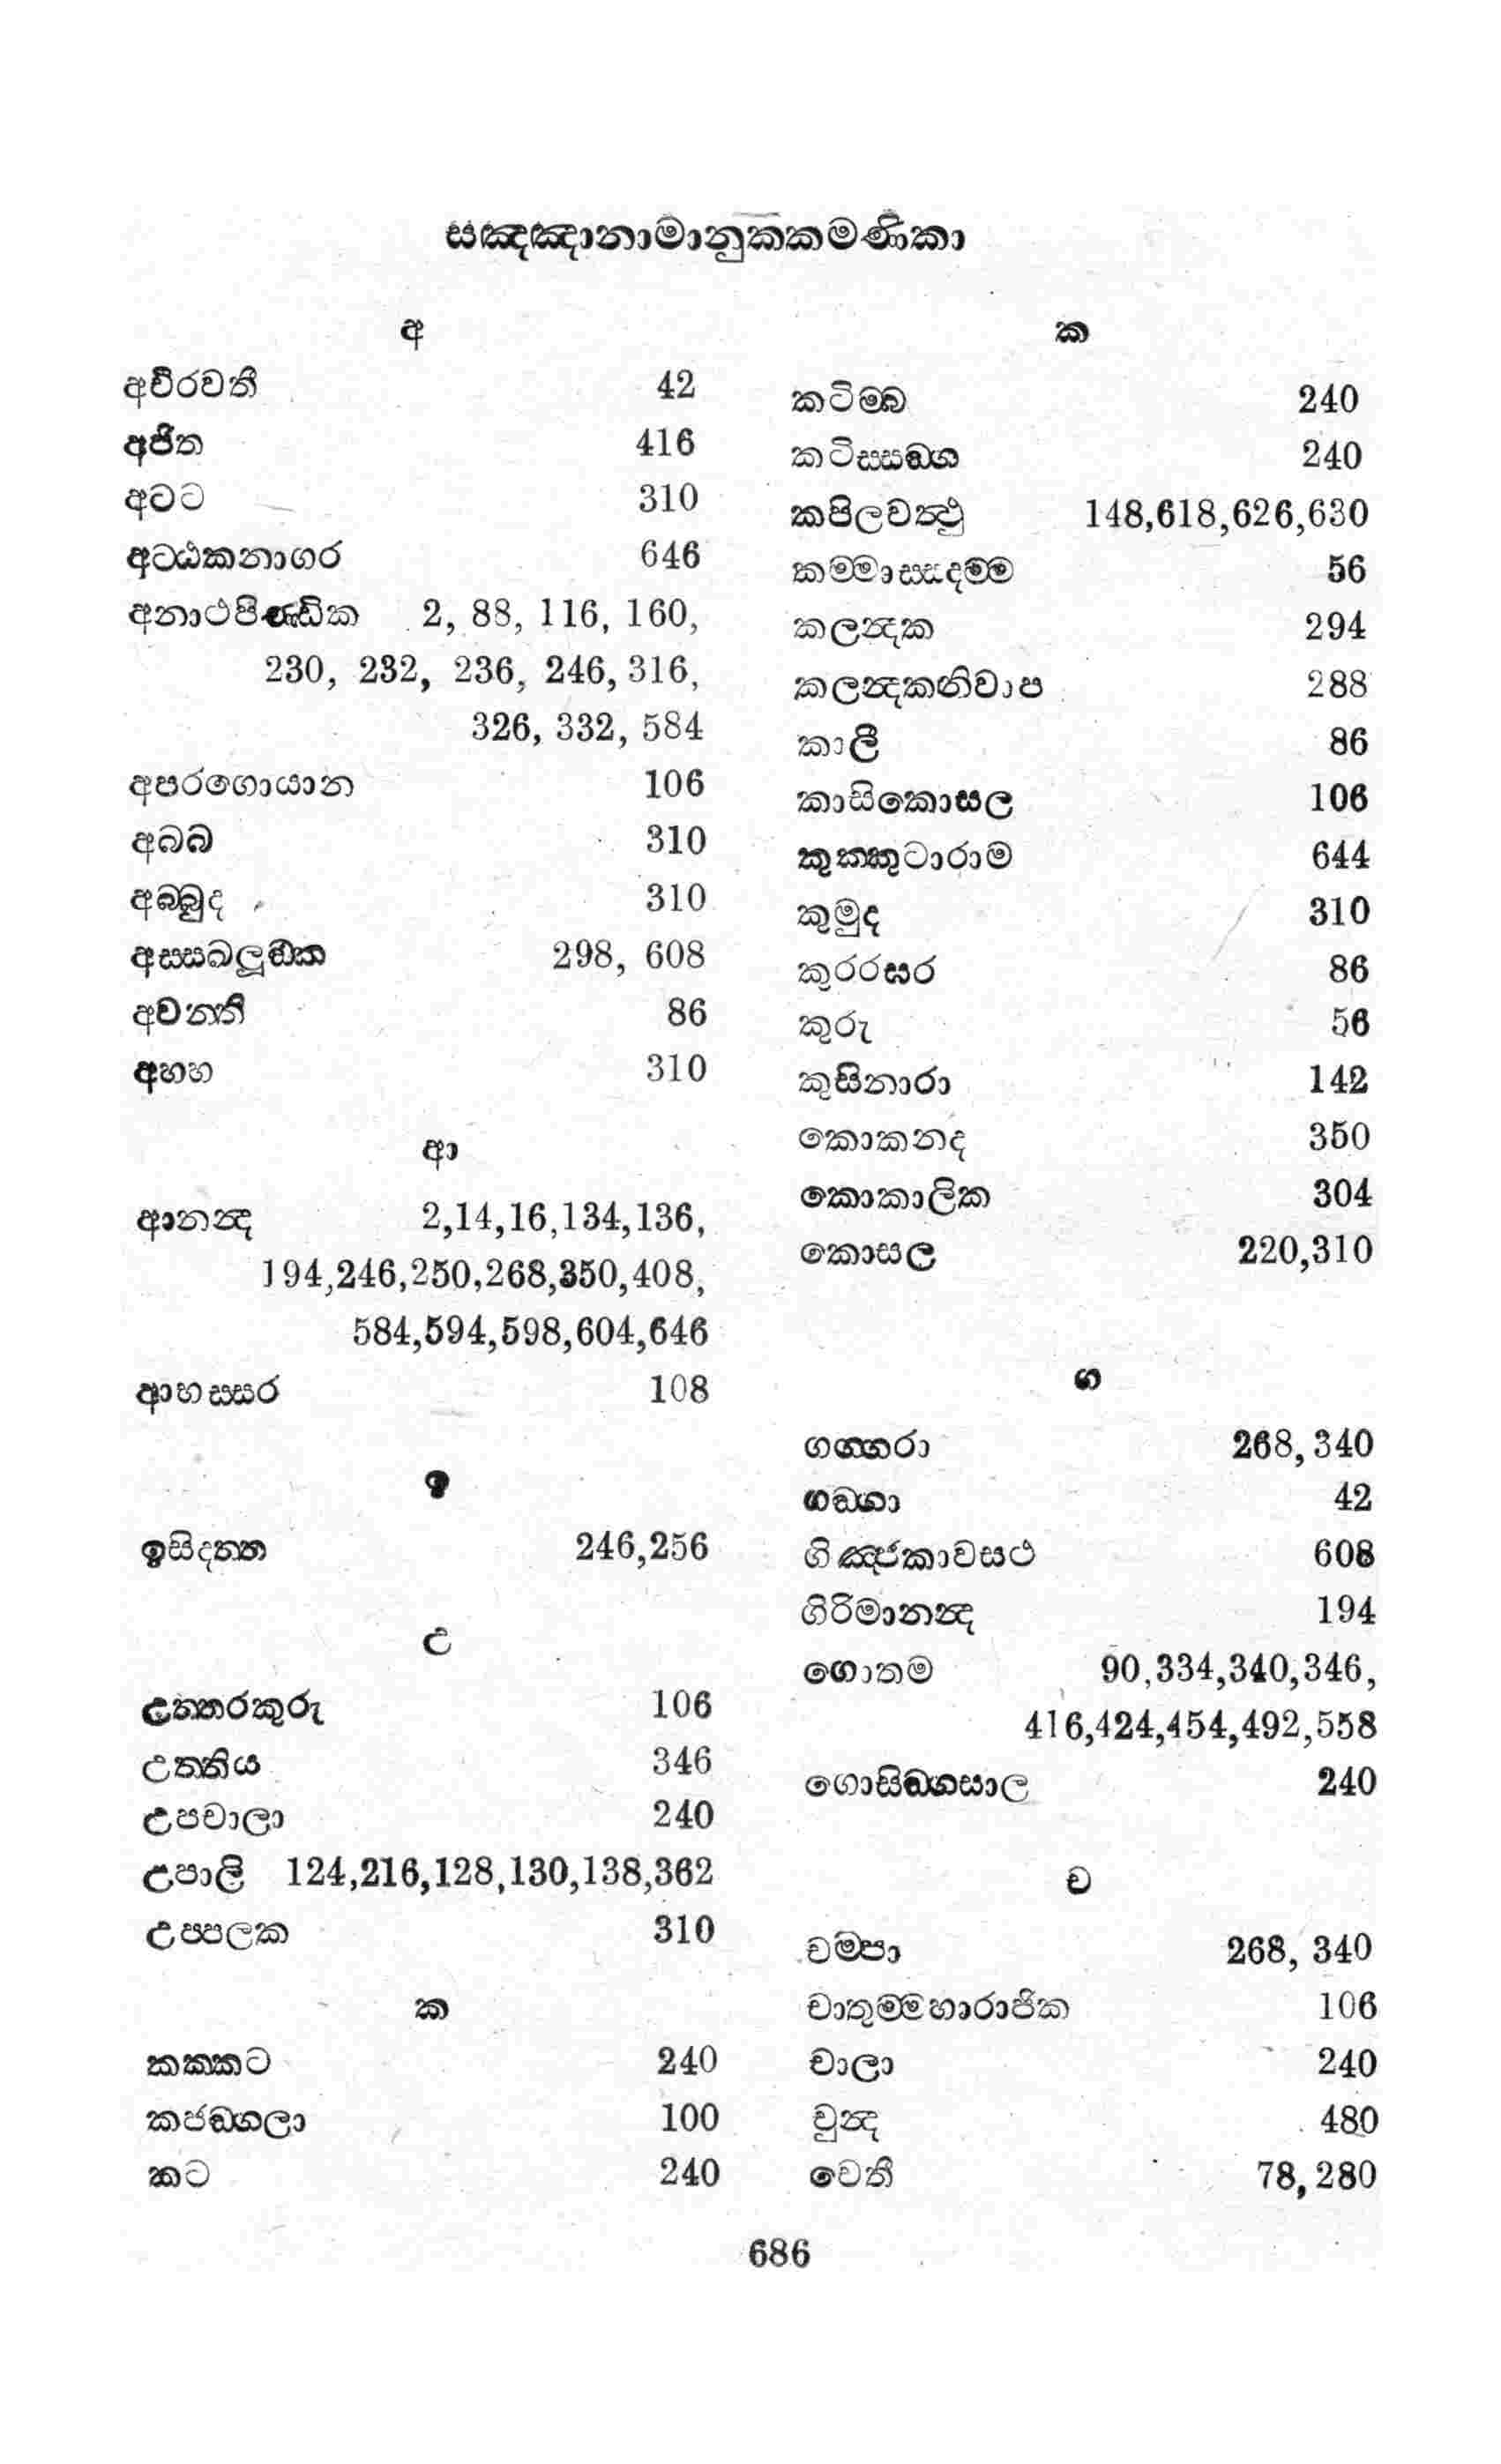 සඤ්ඤානාමානුක්කමණිකා
අ
අචිරවතී 42
අජිත 416
අටට 310
අට්ඨකනාගර 646
අනාථපිණ්ඩික 2, 88, 116, 160,
230, 232, 236, 246, 316,
326, 332, 584
අපරගොයාන 106
අබබ 310
අබ්බුද 310
අස්සඛලුඞ්ක 298, 608
අවන්ති 86
අහහ 310
ආ
ආනන්ද 2,14,16,134,136,
194,246,250,268,350,408,
584,594,598,604,646
ආභස්සර 108
ඉ
ඉසිදත්ත 246,256
උ
උත්තරකුරු 106
උත්තිය 346
උපචාලා 240
උපාලි 124,216,128,130,138,362
උප්පලක 310
ක
කක්කට 240
කජඞ්ගලා 100
කට 240
ක
කටිම්බ 240
කටිස්සඞ්ග 240
කපිලවත්ථු 148,618,626,630
කම්මාස්සදම්ම 56
කලන්දක 294
කලන්දකනිවාප 288
කාලී 86
කාසිකොසල 106
කුක්කුටාරාම 644
කුමුද 310
කුරරඝර 86
කුරු 56
කුසිනාරා 142
කොකනද 350
කොකාලික 304
කොසල 220,310
ග
ගග්ගරා 268, 340
ගඞ්ගා 42
ගිඤ්ජකාවසථ 608
ගිරිමානන්ද 194
ගොතම 90,334,340,346,
416,424,454,492,558
ගොසිඞ්ගසාල 240
ච
චම්පා 268, 340
චාතුම්මහාරාජික 106
චාලා 240
චුන්ද 480
චෙතී 78, 280
686